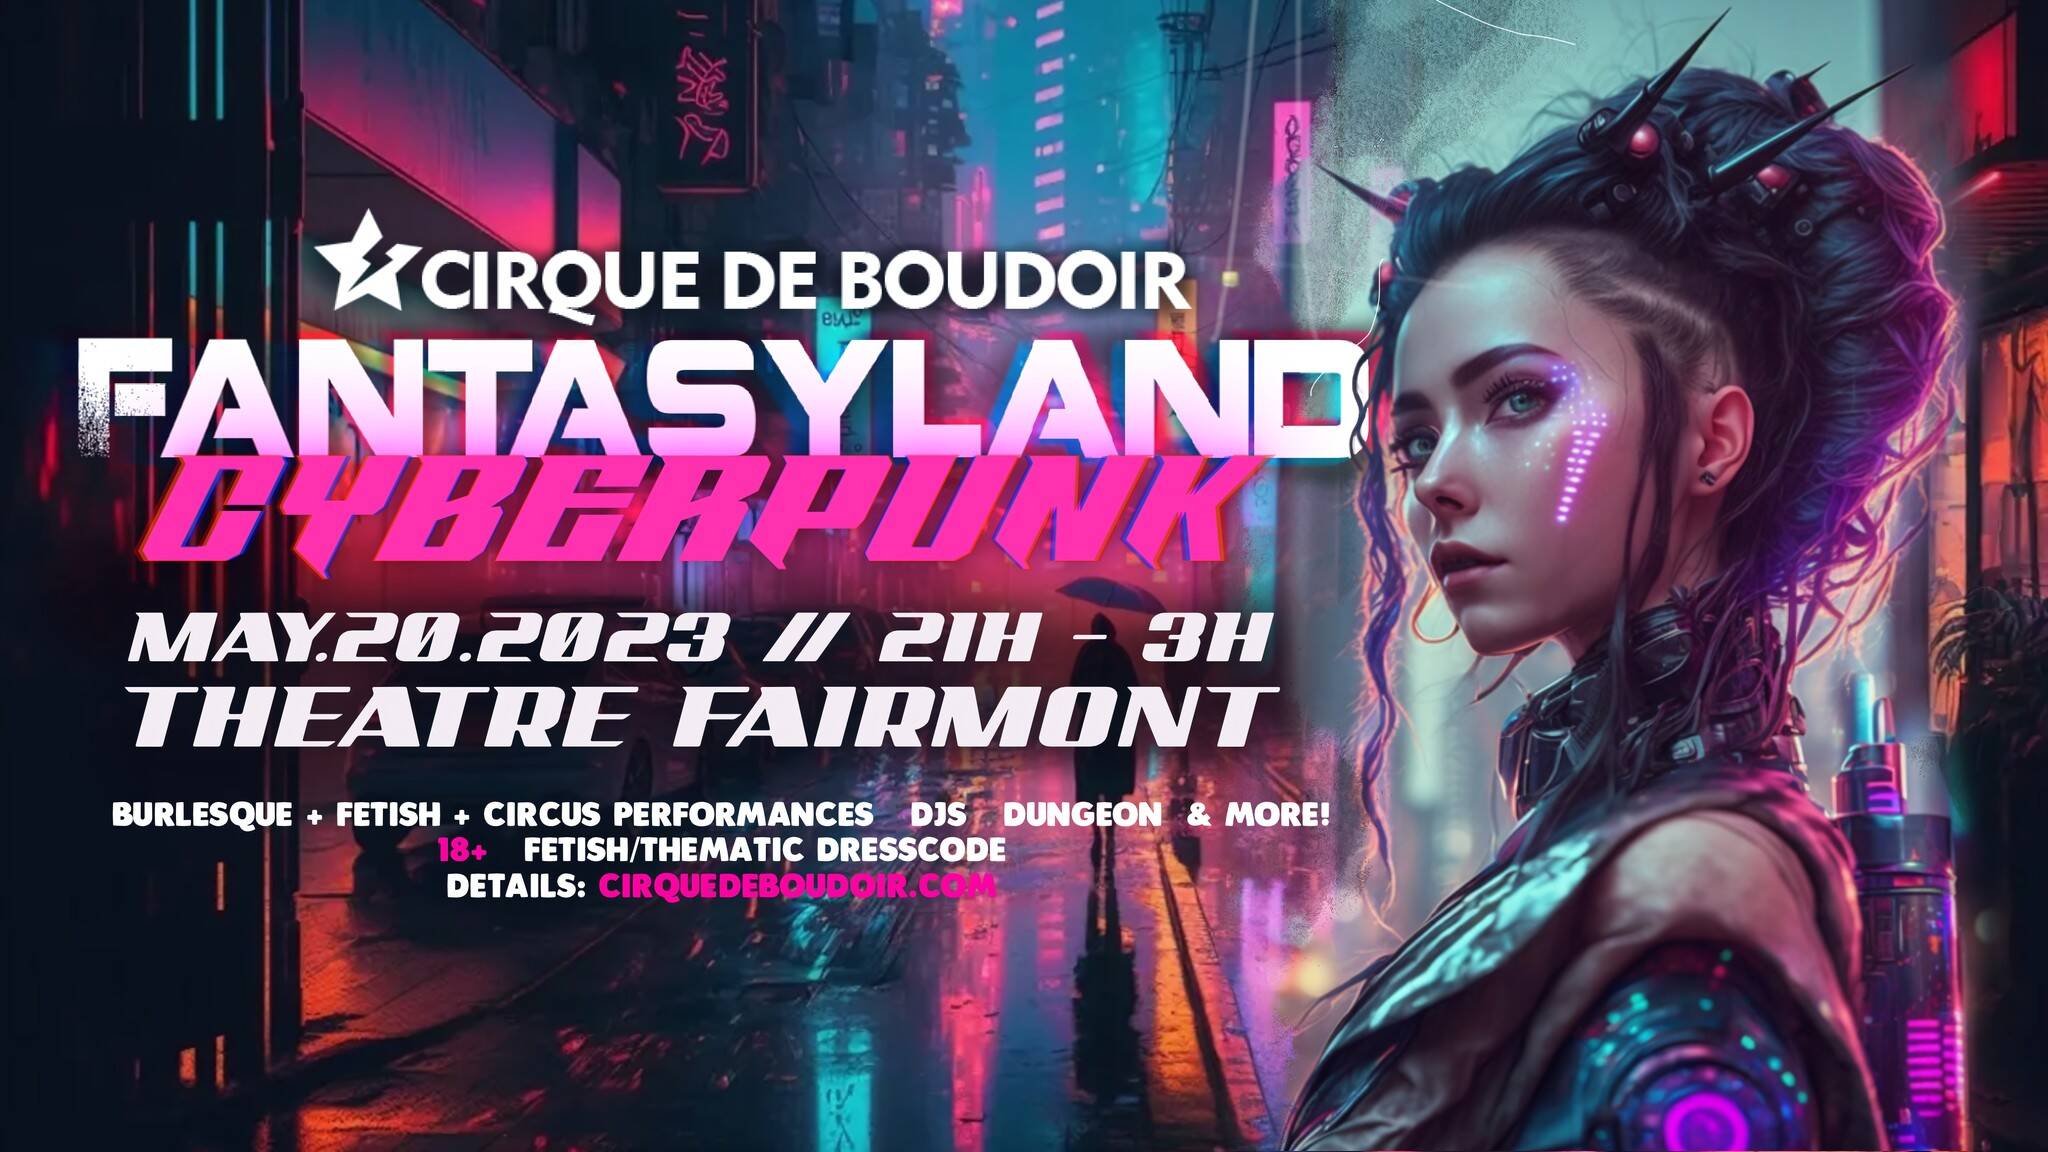 CIRQUE DE BOUDOIR
FANTASYLAND
CYBERPUNK
MAY.20.2023 // 21H - 3H
THEATRE FAIRMONT
BURLESQUE + FETISH + CIRCUS PERFORMANCES DJS DUNGEON & MORE!
18+ FETISH/THEMATIC DRESSCODE
DETAILS: CIRQUEDEBOUDOIR.COM